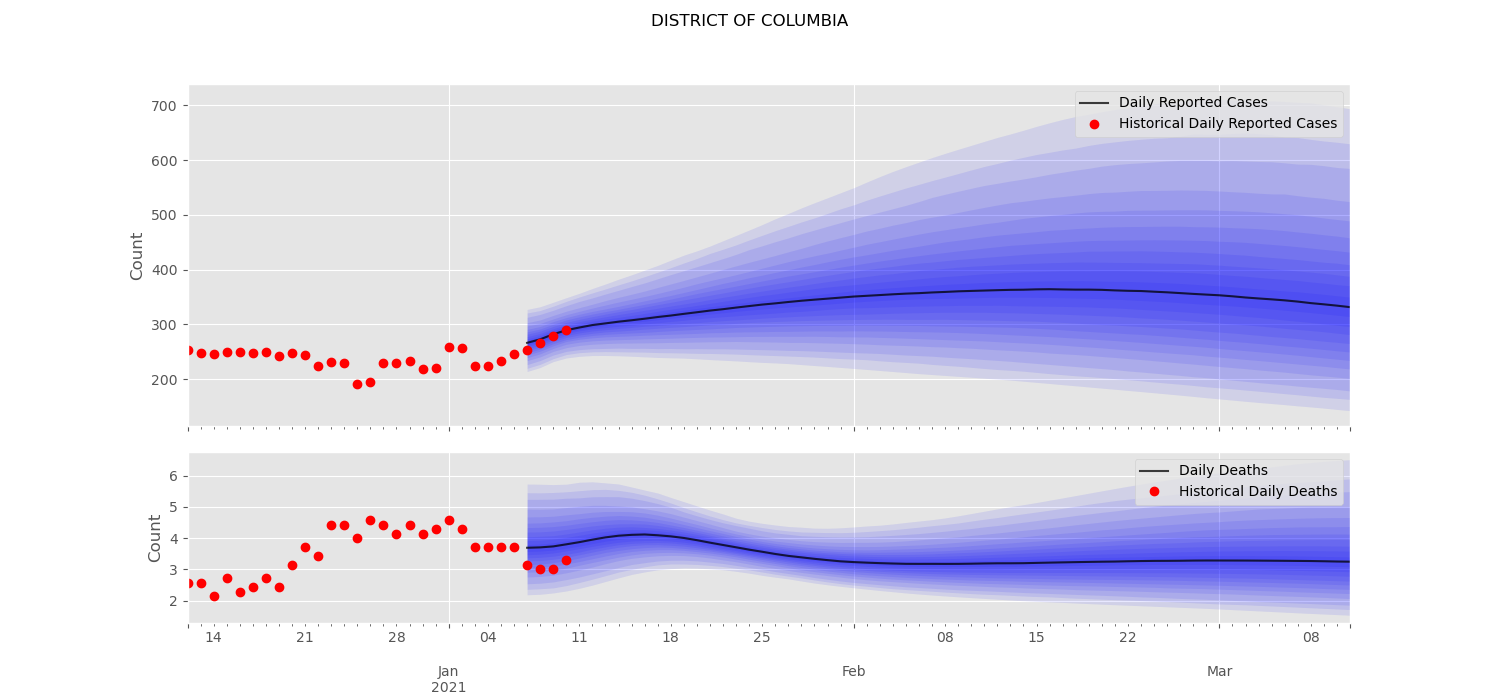 DISTRICT OF COLUMBIA
Daily Reported Cases
Historical Daily Reported Cases
700
600
500
400
300
200
Count
Daily Deaths
Historical Daily Deaths
6
5
4
3
2
Count
14 21 28 04 11 18 25 08 15 22 08
Jan Feb Mar
2021